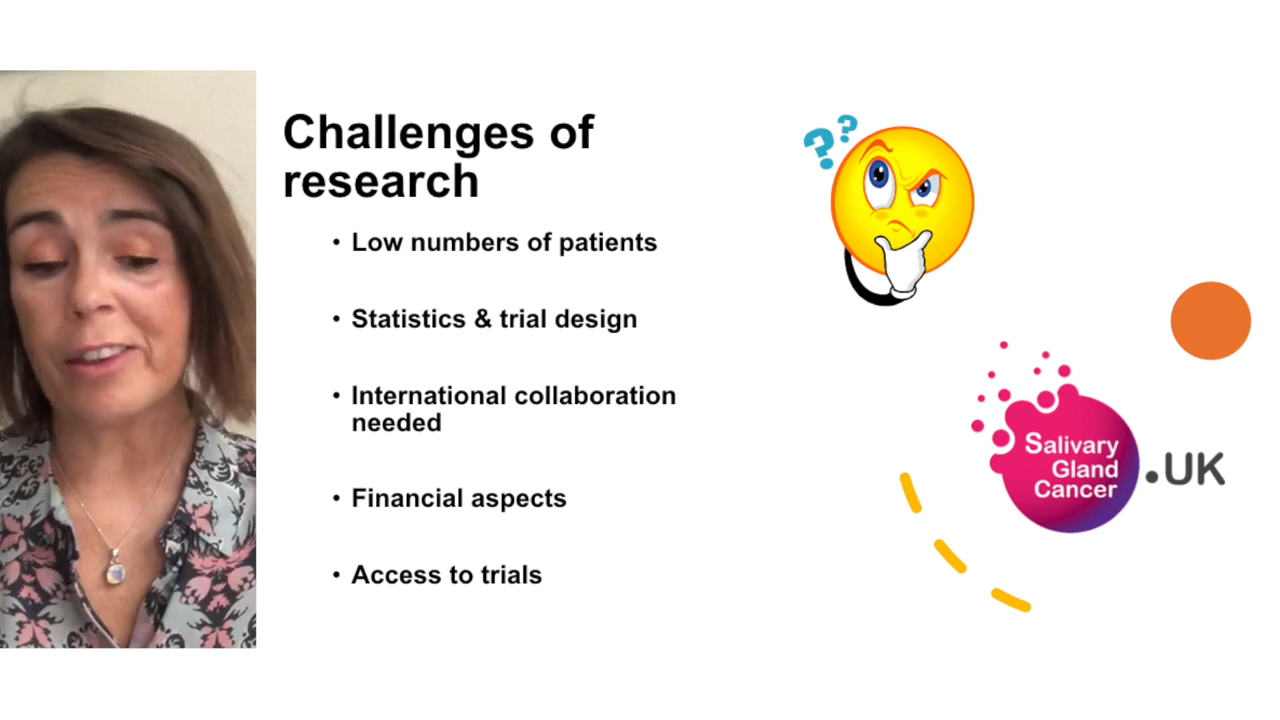 Challenges of
research
• Low numbers of patients
• Statistics & trial design
• International collaboration
needed
• Financial aspects
• Access to trials
??
Salivary
Gland
Cancer
.UK